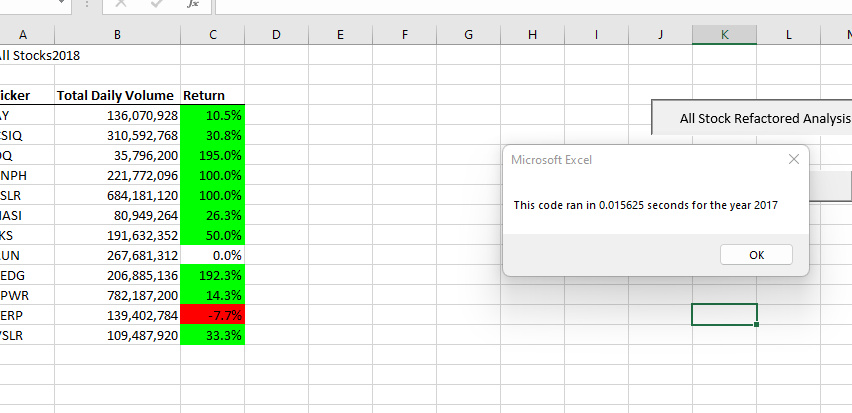 fx
A B C D E F G H I J K L
ll Stocks2018
icker Total Daily Volume Return
Y 136,070,928 10.5%
SIQ 310,592,768 30.8%
Q 35,796,200 195.0%
NPH 221,772,096 100.0%
SLR 684,181,120 100.0%
IASI 80,949,264 26.3%
KS 191,632,352 50.0%
UN 267,681,312 0.0%
EDG 206,885,136 192.3%
PWR 782,187,200 14.3%
ERP 139,402,784 -7.7%
SLR 109,487,920 33.3%
All Stock Refactored Analysis
Microsoft Excel
This code ran in 0.015625 seconds for the year 2017
OK